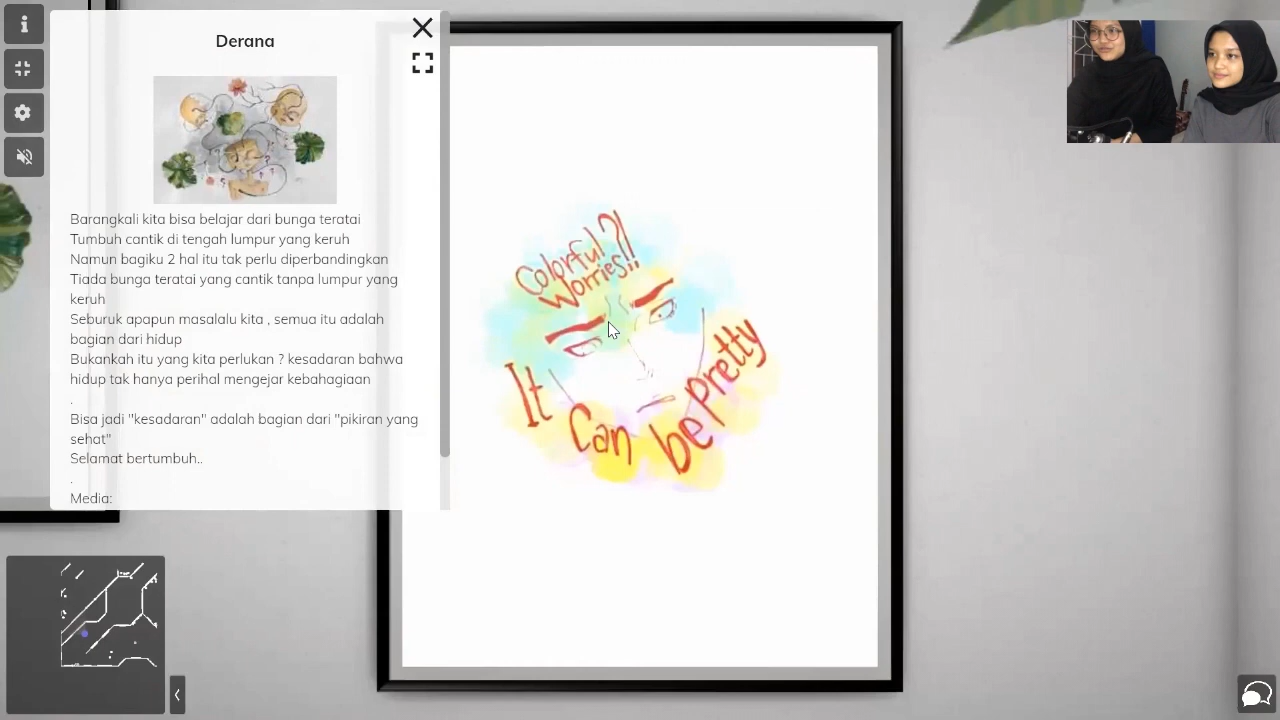 Derana
Barangkali kita bisa belajar dari bunga teratai
Tumbuh cantik di tengah lumpur yang keruh
Namun bagiku 2 hal itu tak perlu diperbandingkan
Tiada bunga teratai yang cantik tanpa lumpur yang
keruh
Seburuk apapun masalalu kita , semua itu adalah
bagian dari hidup
Bukankah itu yang kita perlukan ? kesadaran bahwa
hidup tak hanya perihal mengejar kebahagiaan
.
Bisa jadi "kesadaran" adalah bagian dari "pikiran yang
sehat"
Selamat bertumbuh..
.
Media:
Colorful?!
Worries!!
It Can be pretty